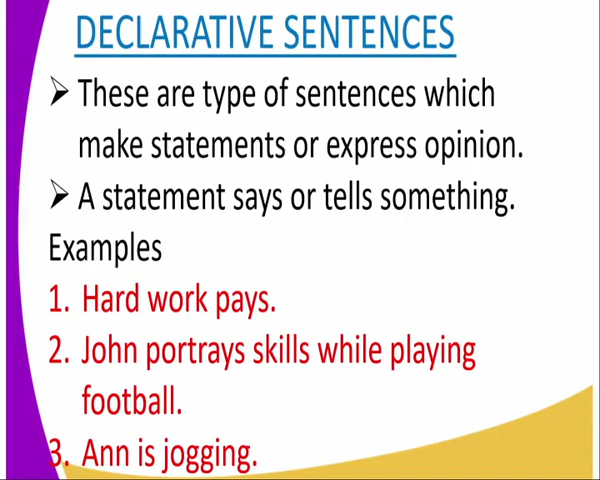 DECLARATIVE SENTENCES
➢ These are type of sentences which
make statements or express opinion.
➢ A statement says or tells something.
Examples
1. Hard work pays.
2. John portrays skills while playing
football.
3. Ann is jogging.